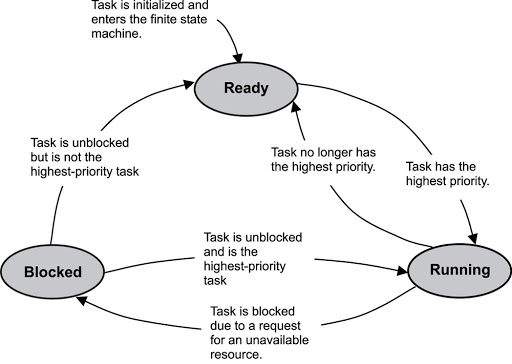 Task is initialized and
enters the finite state
machine.
Ready
Task is unblocked
but is not the
highest-priority task
Task no longer has
the highest priority.
Task has the
highest priority.
Blocked
Task is unblocked
and is the
highest-priority
task
Running
Task is blocked
due to a request
for an unavailable
resource.